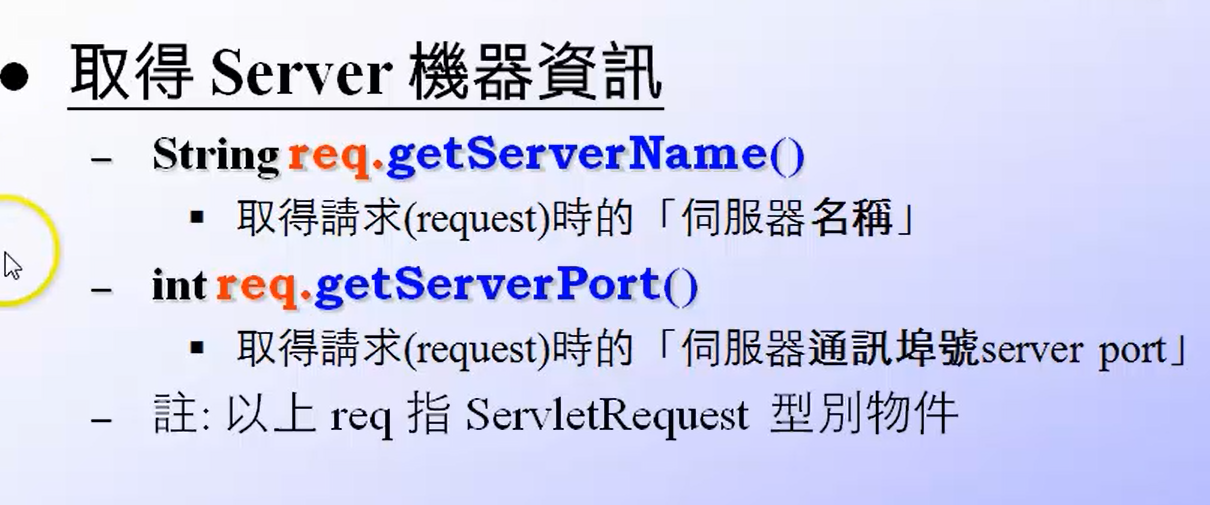 ● 取得 Server 機器資訊
– String req.getServerName()
▪ 取得請求(request)時的「伺服器名稱」
– int req.getServerPort()
▪ 取得請求(request)時的「伺服器通訊埠號server port」
– 註: 以上 req 指 ServletRequest 型別物件